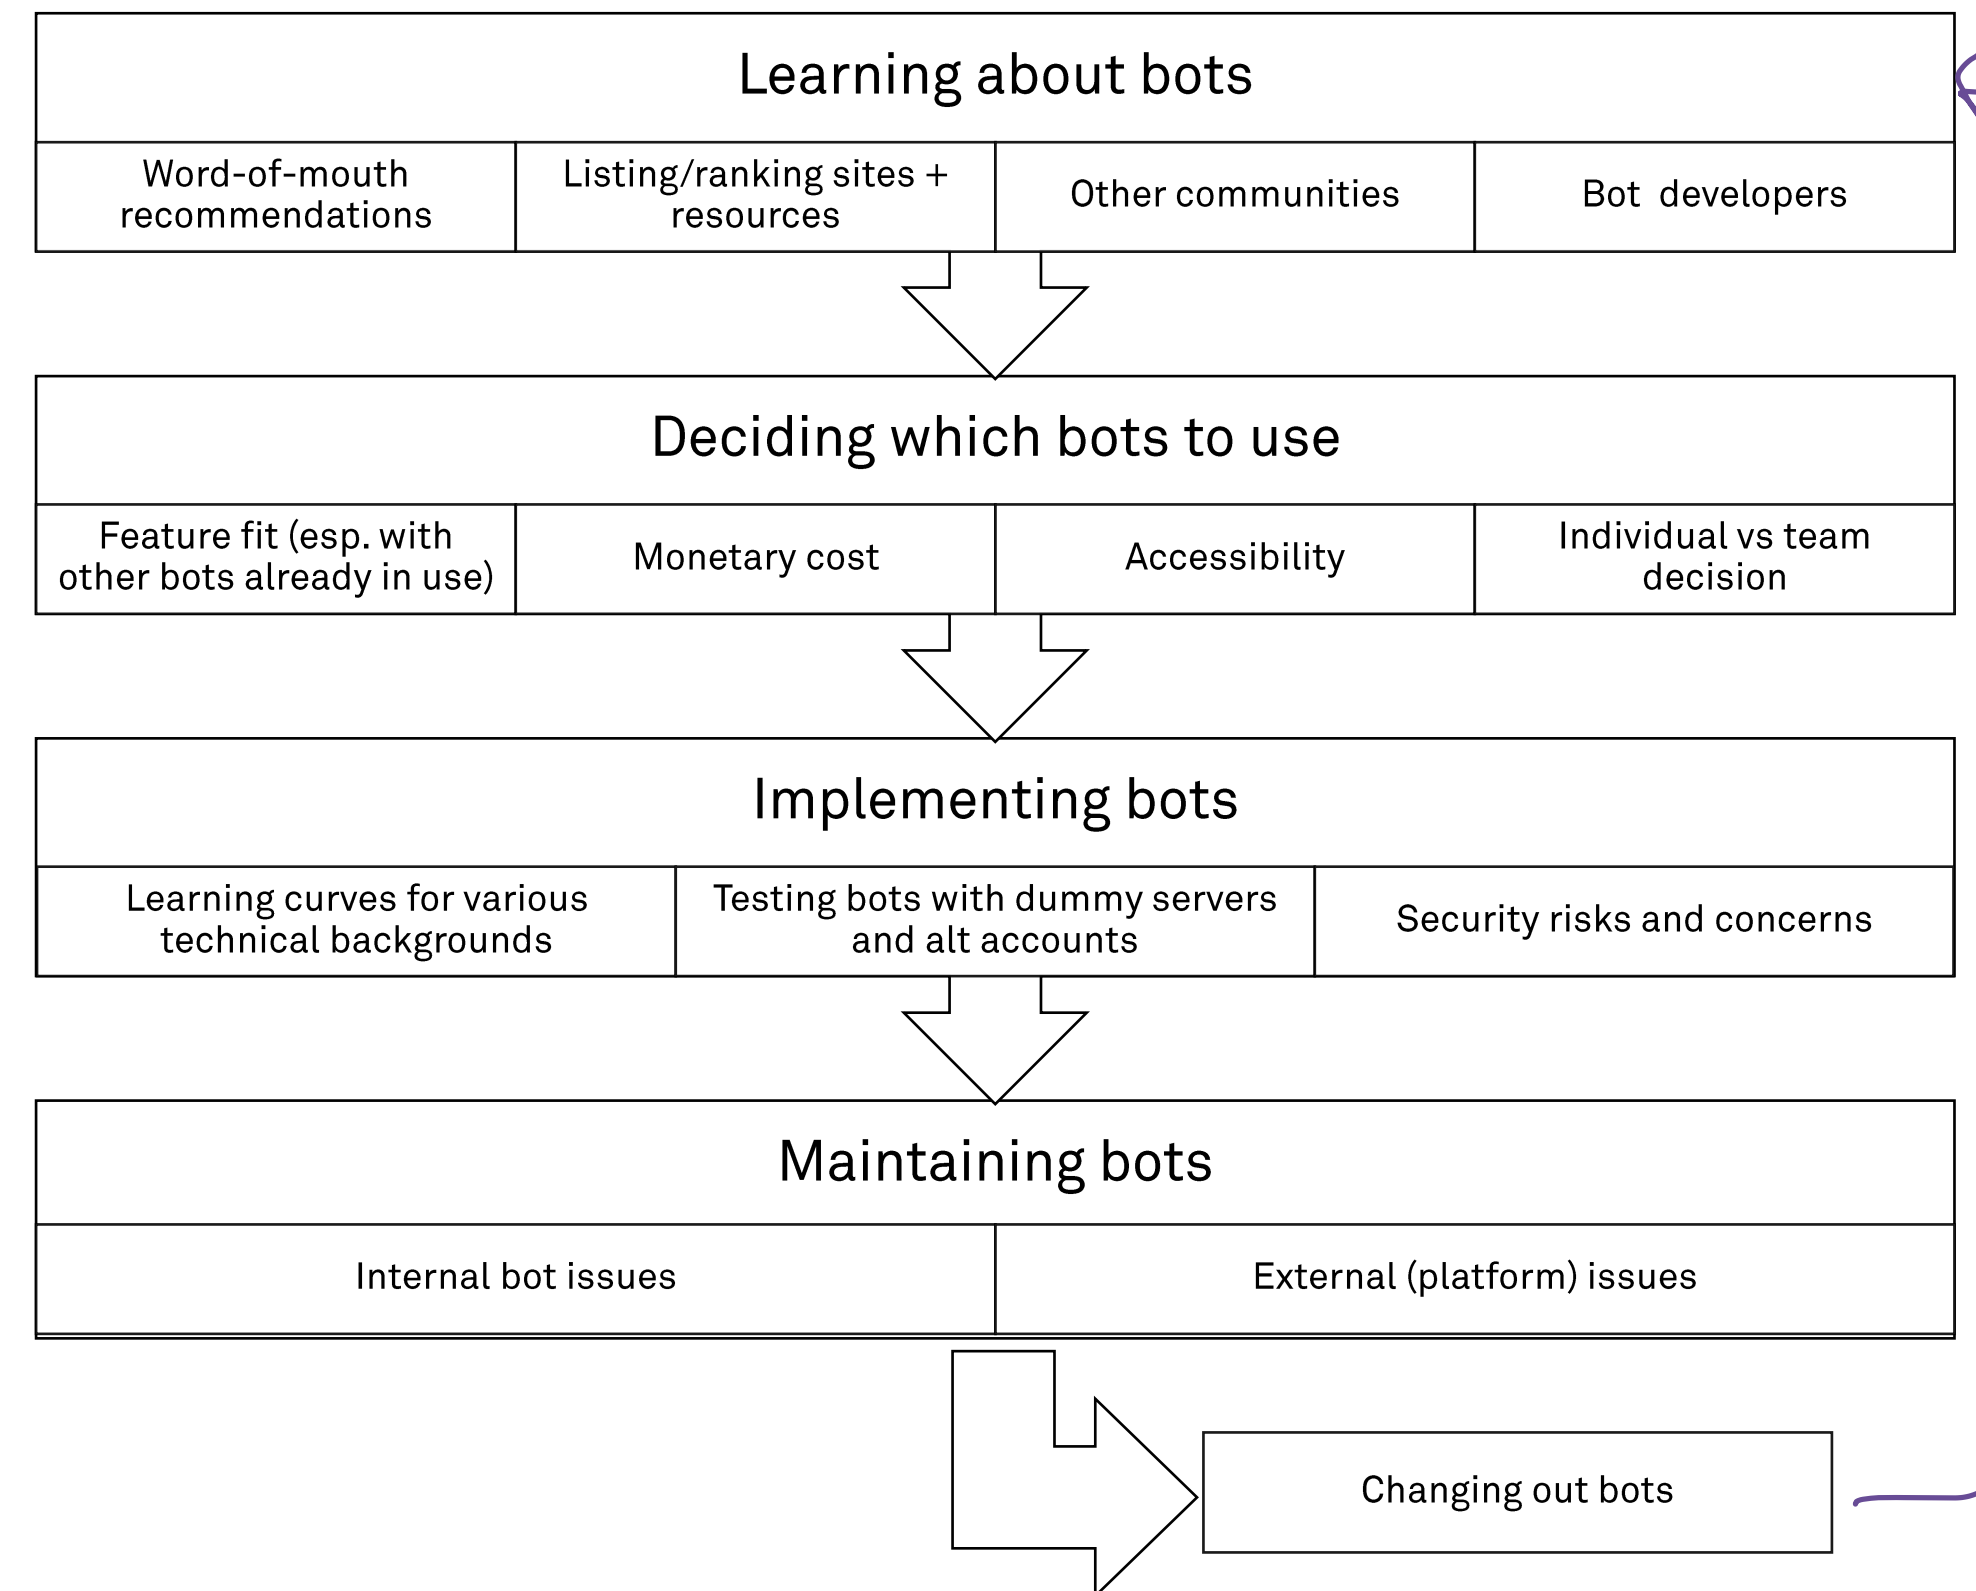 Learning about bots
Word-of-mouth
recommendations
Listing/ranking sites +
resources
Other communities
Bot developers
Deciding which bots to use
Feature fit (esp. with
other bots already in use)
Monetary cost
Accessibility
Individual vs team
decision
Implementing bots
Learning curves for various
technical backgrounds
Testing bots with dummy servers
and alt accounts
Security risks and concerns
Maintaining bots
Internal bot issues
External (platform) issues
Changing out bots